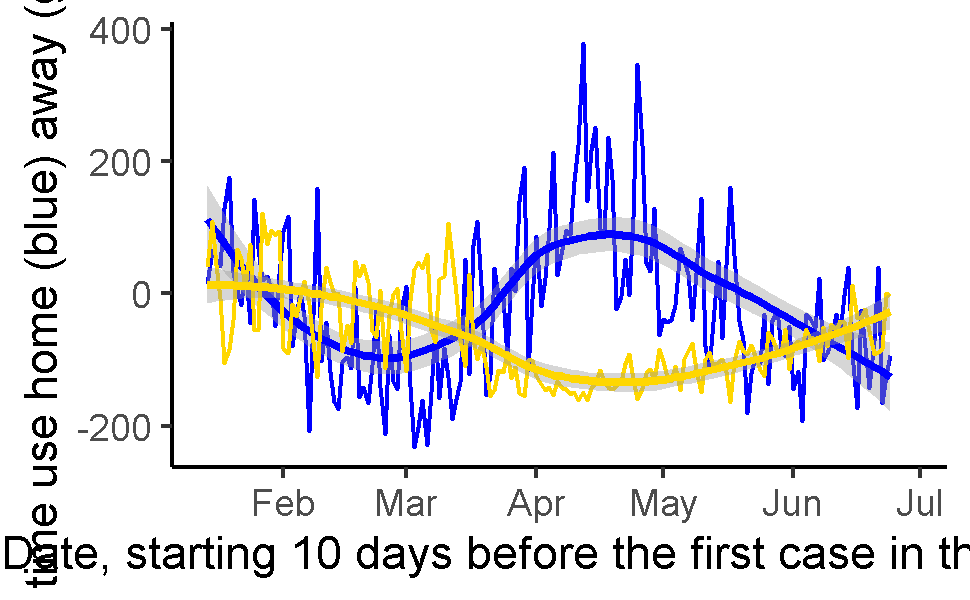 400
200
0
-200
time use home (blue) away (
Feb Mar Apr May Jun Jul
Date, starting 10 days before the first case in th